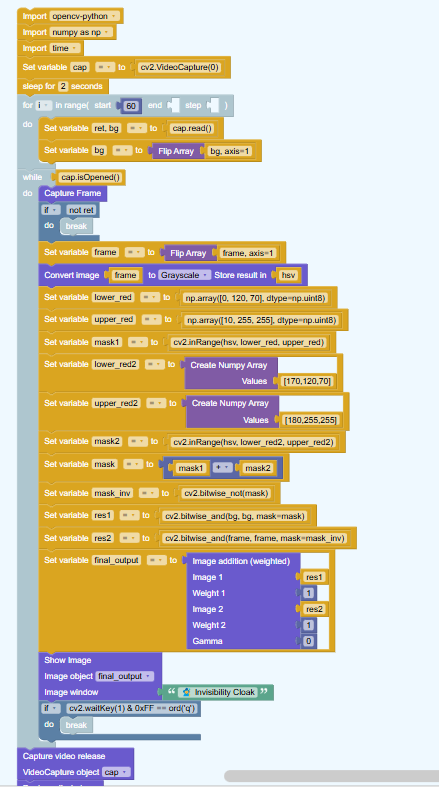 Import opencv-python
Import numpy as np
Import time
Set variable cap = to cv2.VideoCapture(0)
sleep for 2 seconds
for i in range( start 60 end step )
do Set variable ret, bg = to cap.read()
Set variable bg = to Flip Array bg, axis=1
while cap.isOpened()
do Capture Frame
if not ret
do break
Set variable frame = to Flip Array frame, axis=1
Convert Image frame to Grayscale Store result in hsv
Set variable lower_red = to np.array([0, 120, 70], dtype=np.uint8)
Set variable upper_red = to np.array([10, 255, 255], dtype=np.uint8)
Set variable mask1 = to cv2.inRange(hsv, lower_red, upper_red)
Set variable lower_red2 = to Create Numpy Array
Values [170,120,70]
Set variable upper_red2 = to Create Numpy Array
Values [180,255,255]
Set variable mask2 = to cv2.inRange(hsv, lower_red2, upper_red2)
Set variable mask = to mask1 + mask2
Set variable mask_inv = to cv2.bitwise_not(mask)
Set variable res1 = to cv2.bitwise_and(bg, bg, mask=mask)
Set variable res2 = to cv2.bitwise_and(frame, frame, mask=mask_inv)
Set variable final_output = to Image addition (weighted)
Image 1 res1
Weight 1 1
Image 2 res2
Weight 2 1
Gamma 0
Show Image
Image object final_output
Image window “ Invisibility Cloak ”
if cv2.waitKey(1) & 0xFF == ord('q')
do break
Capture video release
VideoCapture object cap